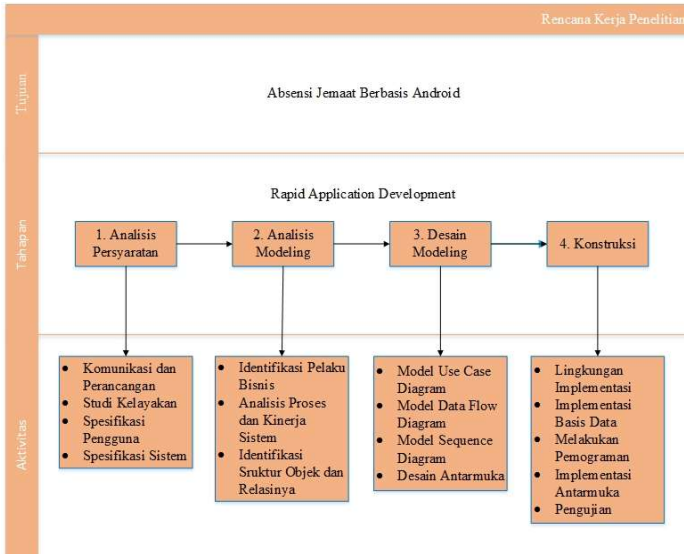 Rencana Kerja Penelitian
Tujuan
Absensi Jemaat Berbasis Android
Tahapan
Rapid Application Development
1. Analisis
Persyaratan
2. Analisis
Modeling
3. Desain
Modeling
4. Konstruksi
Aktivitas
• Komunikasi dan
Perancangan
• Studi Kelayakan
• Spesifikasi
Pengguna
• Spesifikasi Sistem
• Identifikasi Pelaku
Bisnis
• Analisis Proses
dan Kinerja
Sistem
• Identifikasi
Sruktur Objek dan
Relasinya
• Model Use Case
Diagram
• Model Data Flow
Diagram
• Model Sequence
Diagram
• Desain Antarmuka
• Lingkungan
Implementasi
• Implementasi
Basis Data
• Melakukan
Pemograman
• Implementasi
Antarmuka
• Pengujian